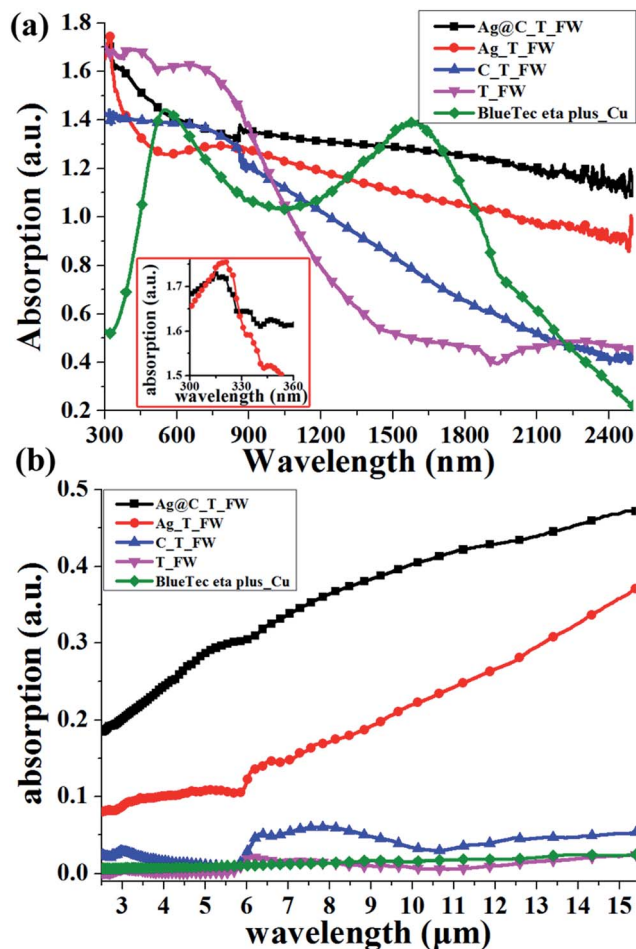 (a)
Ag@C_T_FW
Ag_T_FW
C_T_FW
T_FW
BlueTec eta plus_Cu
Absorption (a.u.)
1.8
1.6
1.4
1.2
1.0
0.8
0.6
0.4
0.2
absorption (a.u.)
1.7
1.6
1.5
300 330 360
wavelength (nm)
300 600 900 1200 1500 1800 2100 2400
Wavelength (nm)
(b)
Ag@C_T_FW
Ag_T_FW
C_T_FW
T_FW
BlueTec eta plus_Cu
absorption (a.u.)
0.5
0.4
0.3
0.2
0.1
0.0
3 4 5 6 7 8 9 10 11 12 13 14 15
wavelength (μm)